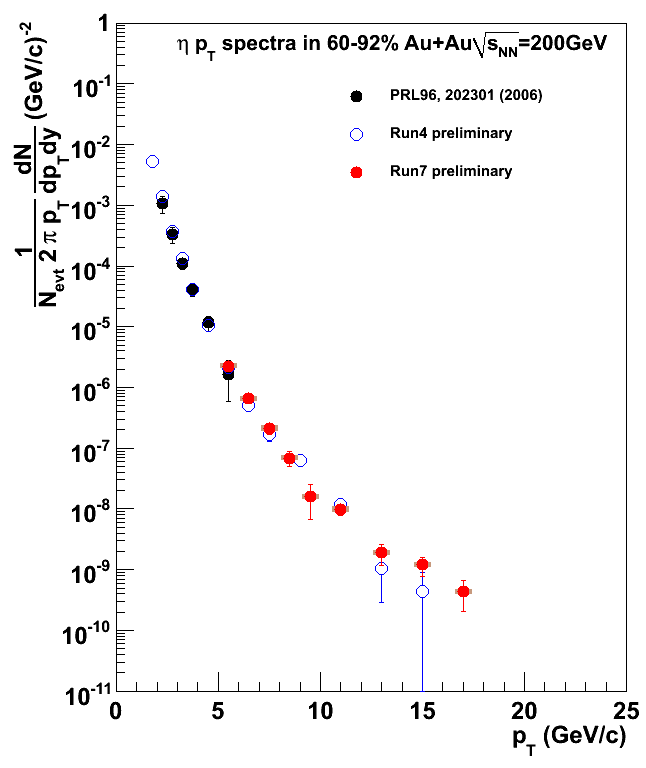 η p_T spectra in 60-92% Au+Au√s_NN=200GeV
PRL96, 202301 (2006)
Run4 preliminary
Run7 preliminary
1/(N_evt 2 π p_T) dN/(dp_T dy) (GeV/c)^-2
1
10^-1
10^-2
10^-3
10^-4
10^-5
10^-6
10^-7
10^-8
10^-9
10^-10
10^-11
0 5 10 15 20 25
p_T (GeV/c)